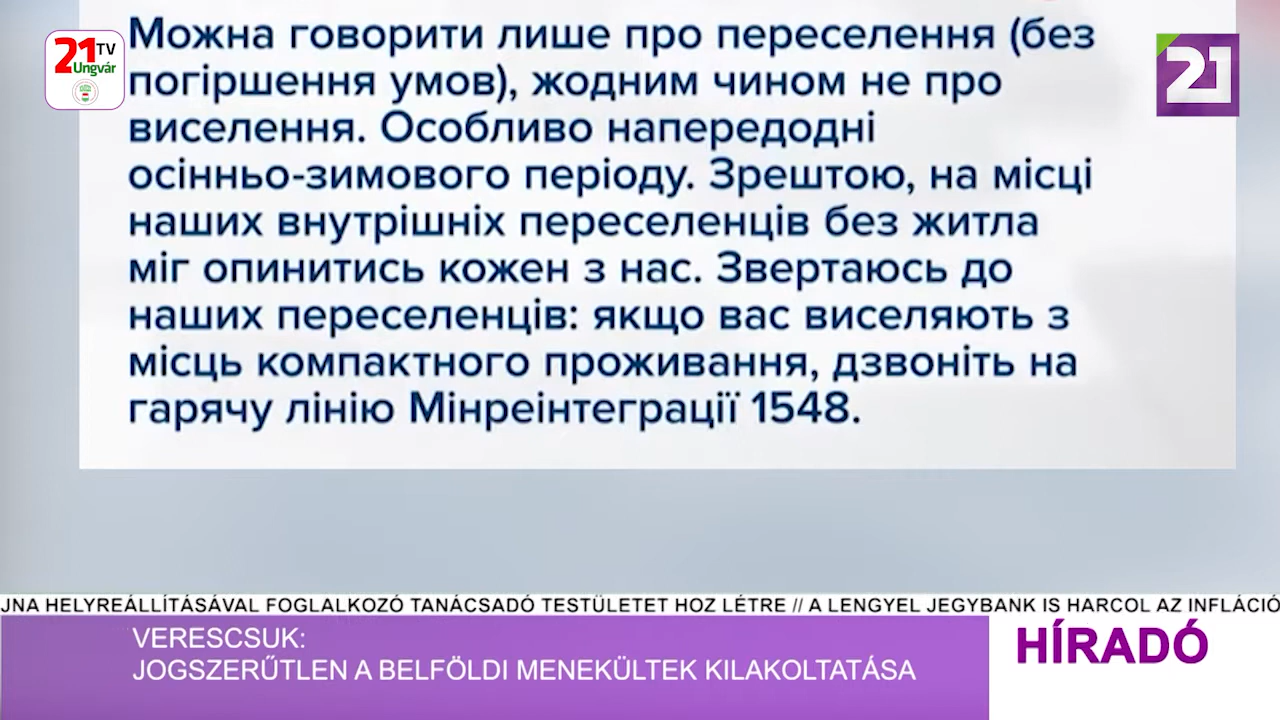 Можна говорити лише про переселення (без
погіршення умов), жодним чином не про
виселення. Особливо напередодні
осінньо-зимового періоду. Зрештою, на місці
наших внутрішніх переселенців без житла
міг опинитись кожен з нас. Звертаюсь до
наших переселенців: якщо вас виселяють з
місць компактного проживання, дзвоніть на
гарячу лінію Мінреінтеграції 1548.
21 TV
Ungvár
21
JNA HELYREÁLLÍTÁSÁVAL FOGLALKOZÓ TANÁCSADÓ TESTÜLETET HOZ LÉTRE // A LENGYEL JEGYBANK IS HARCOL AZ INFLÁCIÓ
VERESCSUK:
JOGSZERŰTLEN A BELFÖLDI MENEKÜLTEK KILAKOLTATÁSA
HÍRADÓ